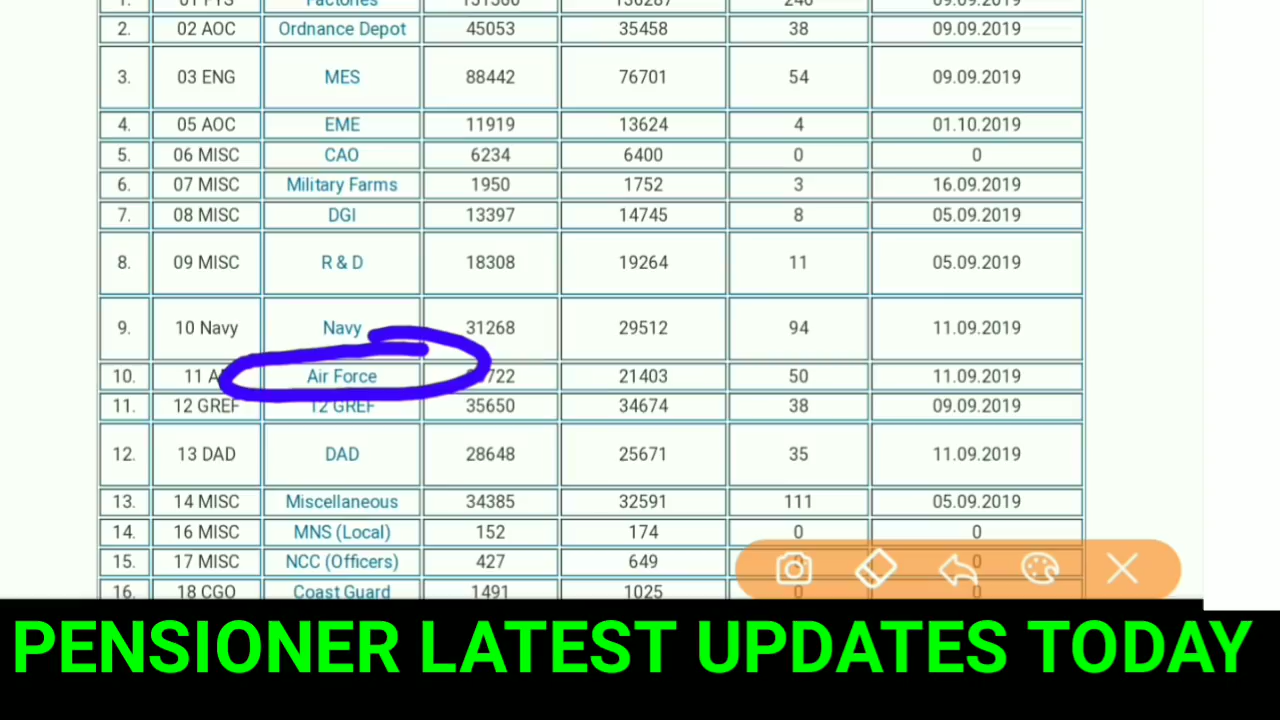 Factories
2. 02 AOC Ordnance Depot 45053 35458 38 09.09.2019
3. 03 ENG MES 88442 76701 54 09.09.2019
4. 05 AOC EME 11919 13624 4 01.10.2019
5. 06 MISC CAO 6234 6400 0 0
6. 07 MISC Military Farms 1950 1752 3 16.09.2019
7. 08 MISC DGI 13397 14745 8 05.09.2019
8. 09 MISC R & D 18308 19264 11 05.09.2019
9. 10 Navy Navy 31268 29512 94 11.09.2019
10. 11 Air Force 21403 50 11.09.2019
11. 12 GREF 12 GREF 35650 34674 38 09.09.2019
12. 13 DAD DAD 28648 25671 35 11.09.2019
13. 14 MISC Miscellaneous 34385 32591 111 05.09.2019
14. 16 MISC MNS (Local) 152 174 0 0
15. 17 MISC NCC (Officers) 427 649 0 0
16. 18 CGO Coast Guard 1491 1025 0 0
PENSIONER LATEST UPDATES TODAY